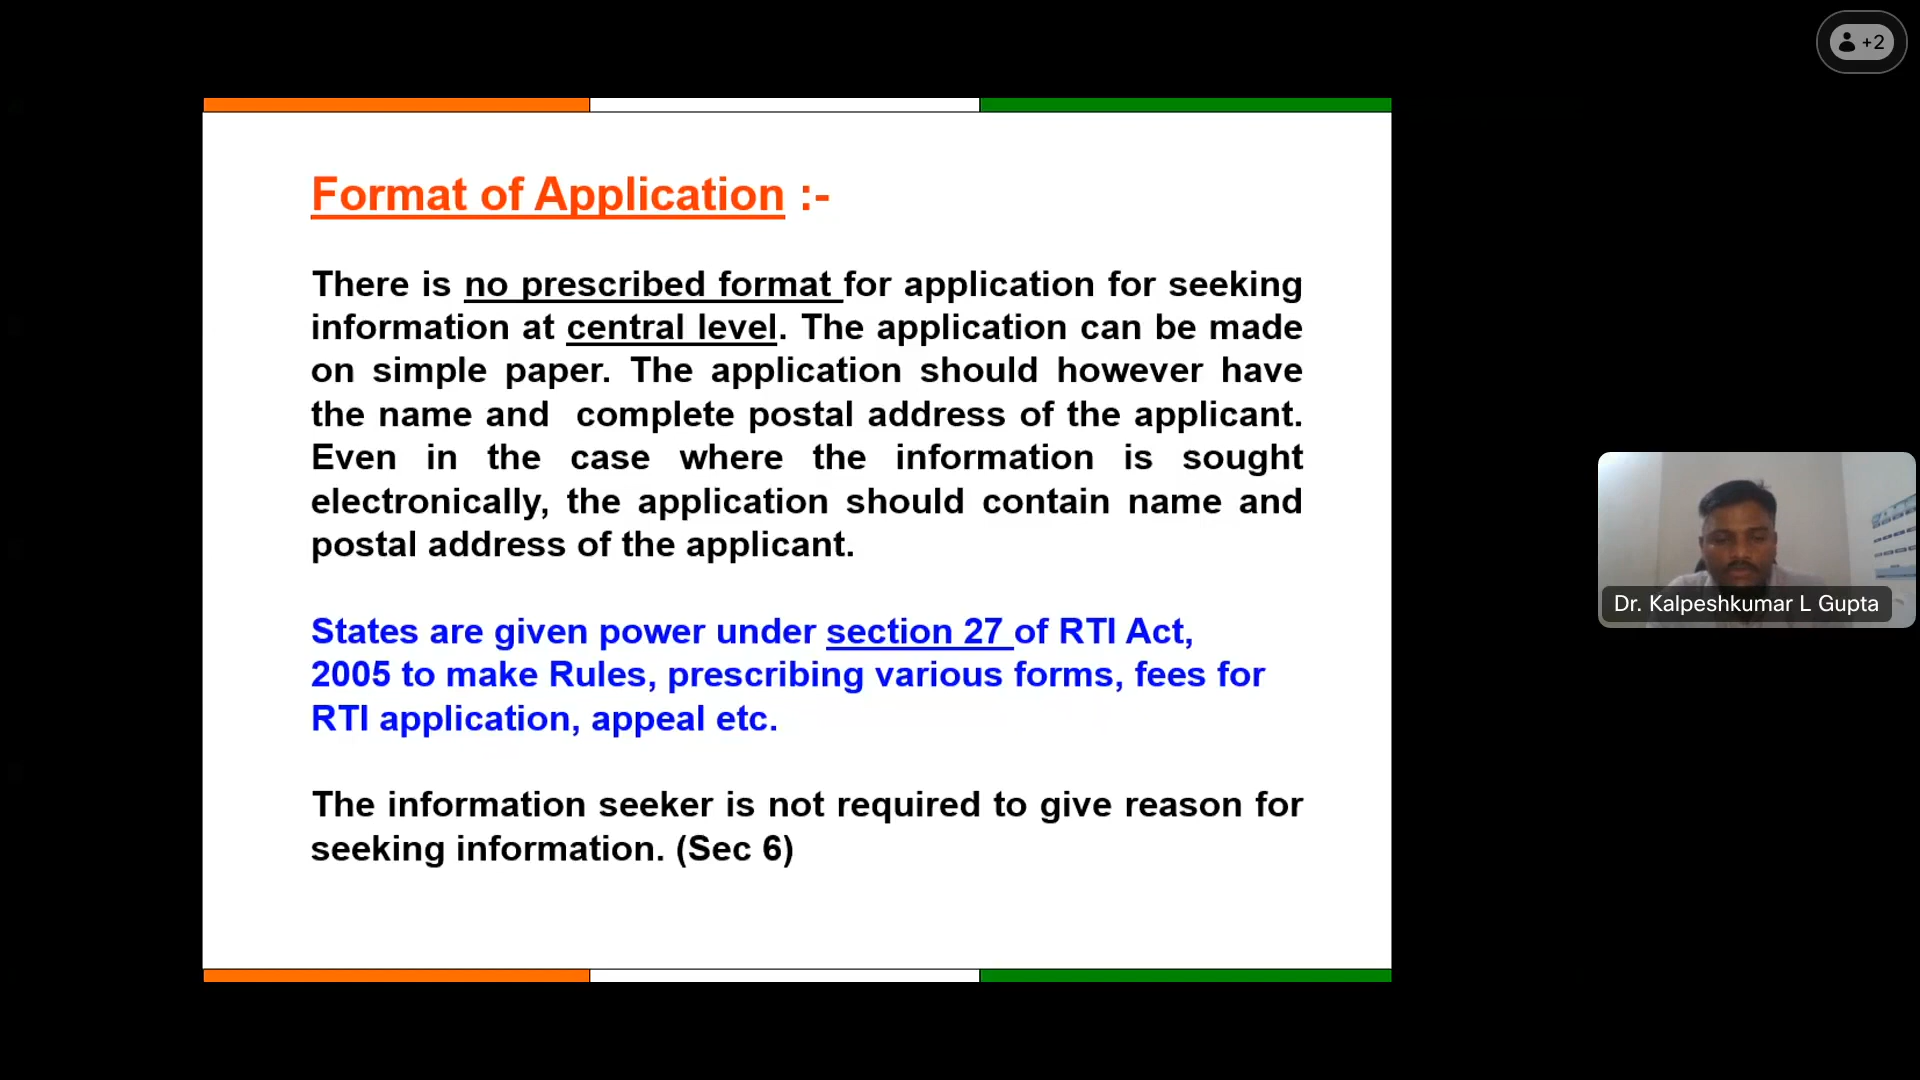 +2
Format of Application :-
There is no prescribed format for application for seeking
information at central level. The application can be made
on simple paper. The application should however have
the name and complete postal address of the applicant.
Even in the case where the information is sought
electronically, the application should contain name and
postal address of the applicant.
States are given power under section 27 of RTI Act,
2005 to make Rules, prescribing various forms, fees for
RTI application, appeal etc.
The information seeker is not required to give reason for
seeking information. (Sec 6)
Dr. Kalpeshkumar L Gupta